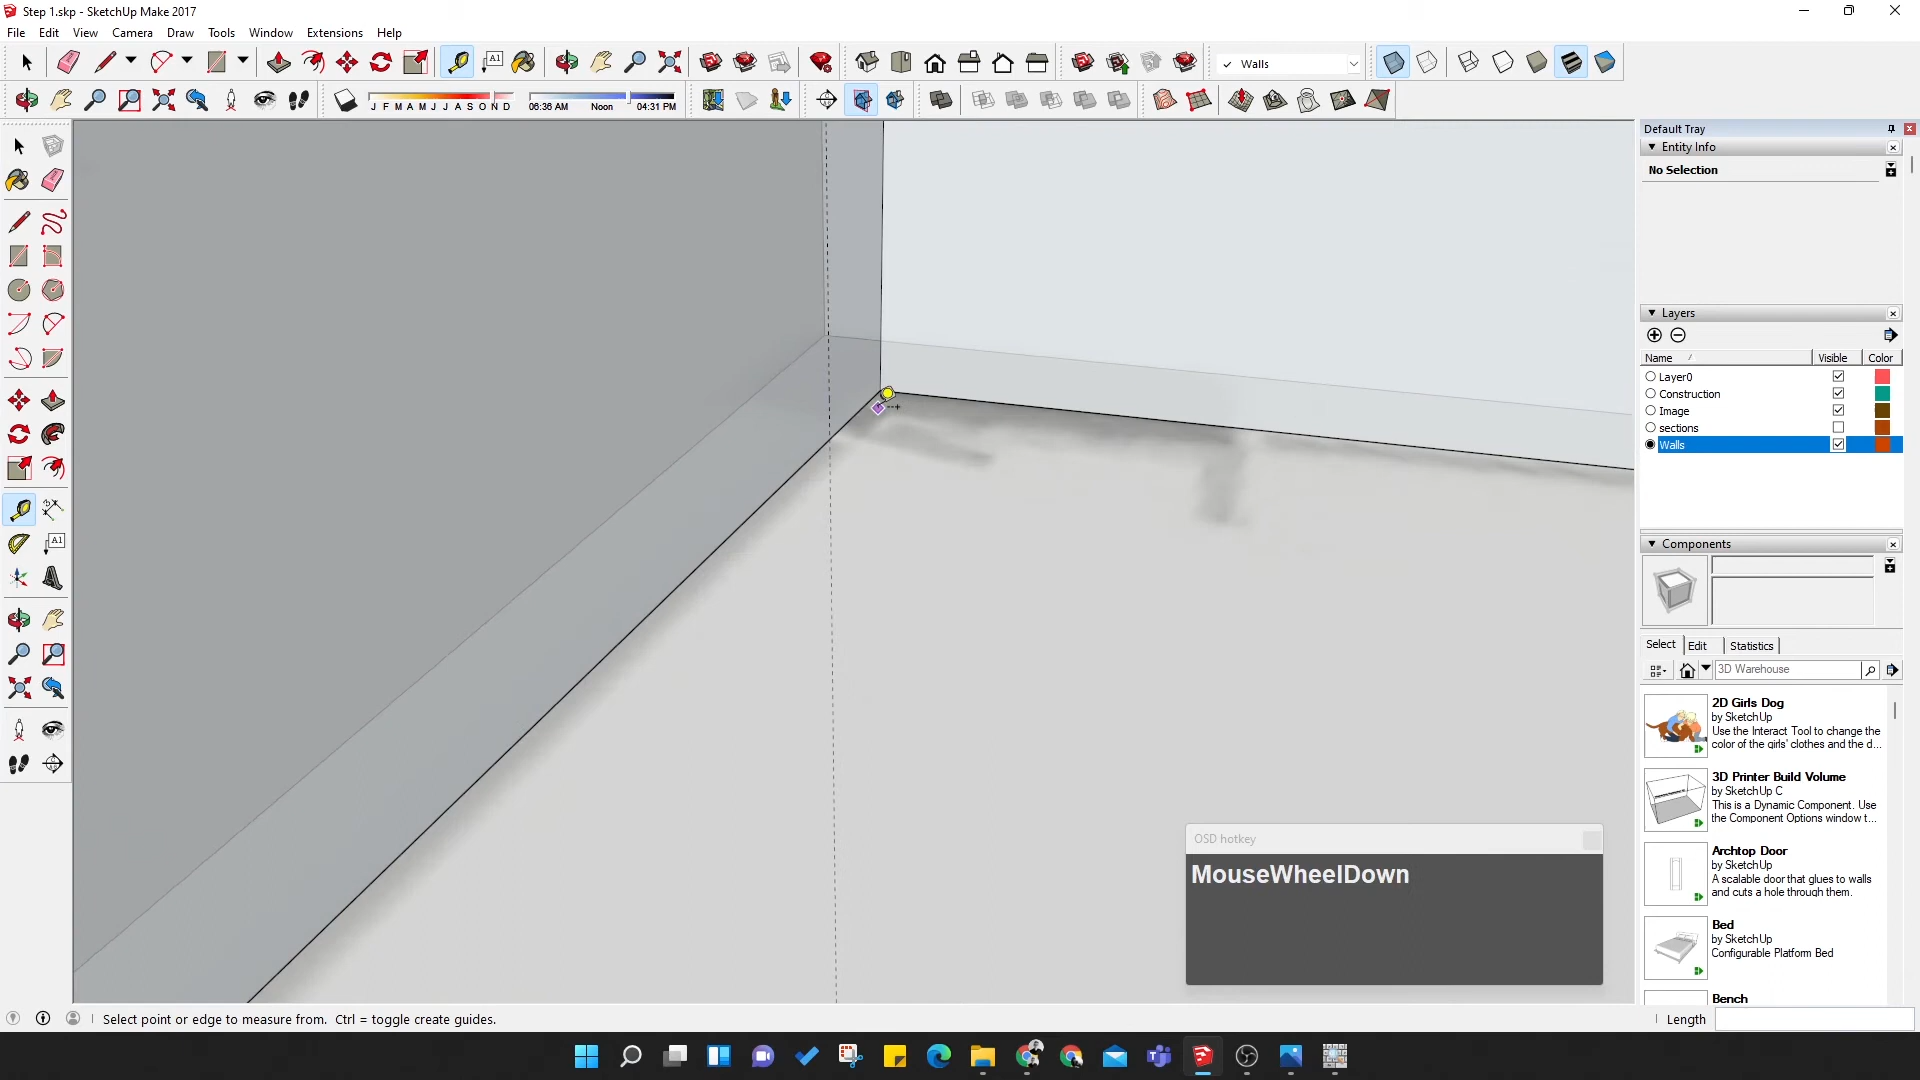 Step 1.skp - SketchUp Make 2017
File Edit View Camera Draw Tools Window Extensions Help
A1
Walls
J F M A M J J A S O N D
06:36 AM Noon 04:31 PM
Default Tray
Entity Info
No Selection
Layers
Name Visible Color
Layer0
Construction
Image
sections
Walls
A1
Components
Select Edit Statistics
3D Warehouse
2D Girls Dog
by SketchUp
Use the Interact Tool to change the
color of the girls' clothes and the d...
3D Printer Build Volume
by SketchUp C
This is a Dynamic Component. Use
the Component Options window t...
Archtop Door
by SketchUp
A scalable door that glues to walls
and cuts a hole through them.
Bed
by SketchUp
Configurable Platform Bed
Bench
OSD hotkey
MouseWheelDown
Select point or edge to measure from. Ctrl = toggle create guides.
Length